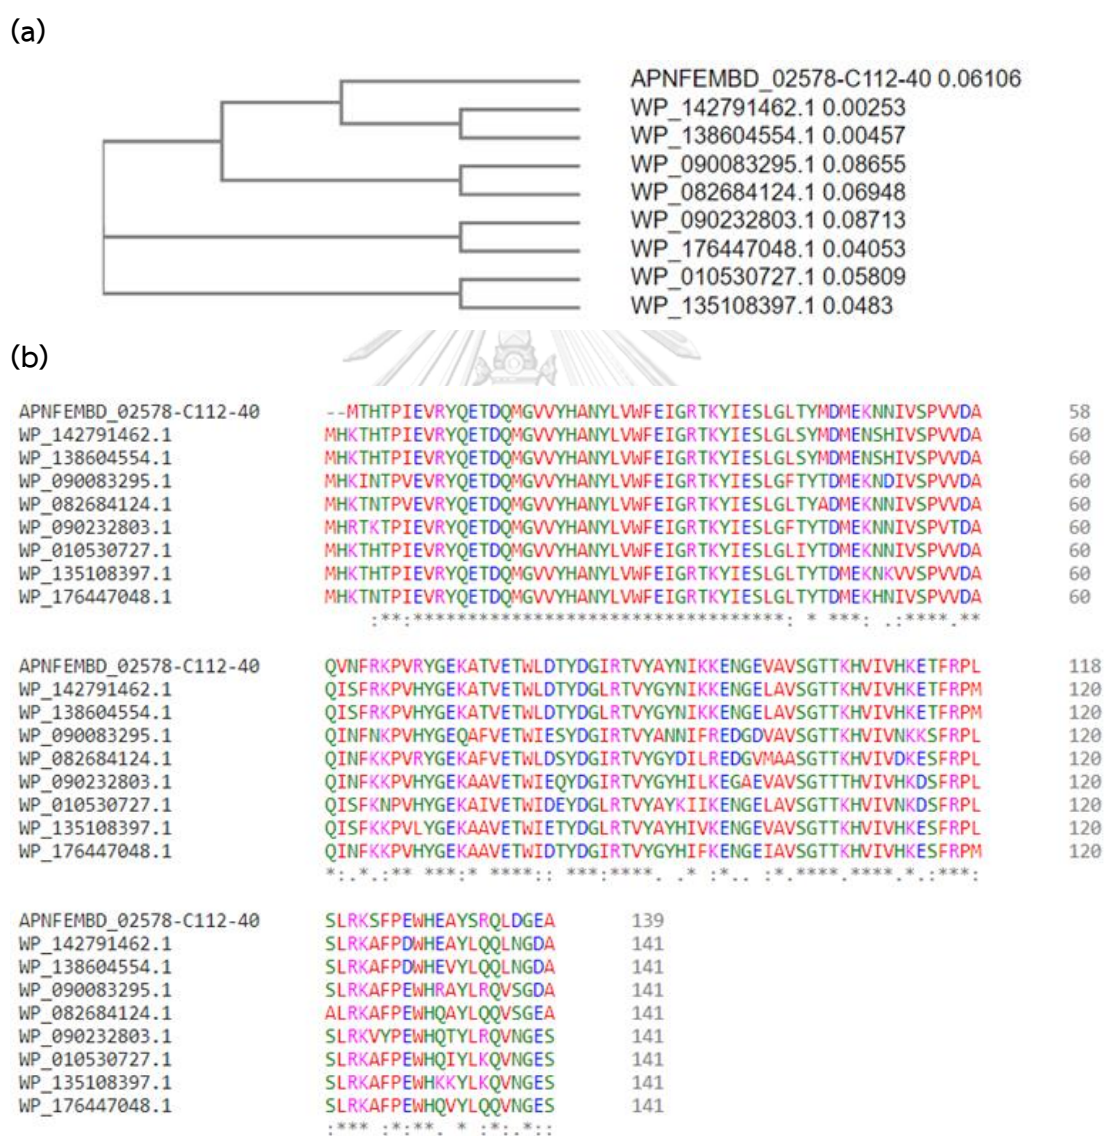 (a)
APNFEMBD_02578-C112-40 0.06106
WP_142791462.1 0.00253
WP_138604554.1 0.00457
WP_090083295.1 0.08655
WP_082684124.1 0.06948
WP_090232803.1 0.08713
WP_176447048.1 0.04053
WP_010530727.1 0.05809
WP_135108397.1 0.0483
(b)
APNFEMBD_02578-C112-40 --MTHTPIEVRYQETDQMGVVYHANYLVWFEIGRTKYIESLGLTYMDMEKNNIVSPVVDA 58
WP_142791462.1 MHKTHTPIEVRYQETDQMGVVYHANYLVWFEIGRTKYIESLGLSYMDMENSHIVSPVVDA 60
WP_138604554.1 MHKTHTPIEVRYQETDQMGVVYHANYLVWFEIGRTKYIESLGLSYMDMENSHIVSPVVDA 60
WP_090083295.1 MHKINTPIEVRYQETDQMGVVYHANYLVWFEIGRTKYIESLGFTYTDMEKNDIVSPVVDA 60
WP_082684124.1 MHKTNTPVEVRYQETDQMGVVYHANYLVWFEIGRTKYIESLGLTYADMEKNNIVSPVVDA 60
WP_090232803.1 MHRTKTPIEVRYQETDQMGVVYHANYLVWFEIGRTKYIESLGFTYTDMEKNNIVSPVTDA 60
WP_010530727.1 MHKTHTPIEVRYQETDQMGVVYHANYLVWFEIGRTKYIESLGLIYTDMEKNNIVSPVVDA 60
WP_135108397.1 MHKTHTPIEVRYQETDQMGVVYHANYLVWFEIGRTKYIESLGLTYTDMEKNKVVSPVVDA 60
WP_176447048.1 MHKTNTPIEVRYQETDQMGVVYHANYLVWFEIGRTKYIESLGLTYTDMEKHNIVSPVVDA 60
:**:**********************************: * ***: .:****.**
APNFEMBD_02578-C112-40 QVNFRKPVRYGEKATVETWLDTYDGIRTVYAYNIKKENGEVAVSGTTKHVIVHKETFRPL 118
WP_142791462.1 QISFRKPVHYGEKATVETWLDTYDGLRTVYGYNIKKENGELAVSGTTKHVIVHKETFRPM 120
WP_138604554.1 QISFRKPVHYGEKATVETWLDTYDGLRTVYGYNIKKENGELAVSGTTKHVIVHKETFRPM 120
WP_090083295.1 QINFNKPVHYGEQAFVETWIESYDGIRTVYANNIFREDGDVAVSGTTKHVIVNKKSFRPL 120
WP_082684124.1 QINFKKPVRYGEKAFVETWLDSYDGIRTVYGYDILREDGVMAASGTTKHVIVDKESFRPL 120
WP_090232803.1 QINFKKPVHYGEKAAVETWIEQYDGIRTVYGYHILKEGAEVAVSGTTTHVIVHKDSFRPL 120
WP_010530727.1 QISFKNPVHYGEKAIVETWIDEYDGLRTVYAYKIIKENGELAVSGTTKHVIVNKDSFRPL 120
WP_135108397.1 QISFKKPVLYGEKAAVETWIETYDGLRTVYAYHIVKENGEVAVSGTTKHVIVHKESFRPL 120
WP_176447048.1 QINFKKPVHYGEKAAVETWIDTYDGIRTVYGYHIFKENGEIAVSGTTKHVIVHKESFRPM 120
*:.*.:** ***:* ****:: ***:****. .* :*.. :*.****.****.*.:***:
APNFEMBD_02578-C112-40 SLRKSFPEWHEAYSRQLDGEA 139
WP_142791462.1 SLRKAFPDWHEAYLQQLNGDA 141
WP_138604554.1 SLRKAFPDWHEVYLQQLNGDA 141
WP_090083295.1 SLRKAFPEWHRAYLRQVSGDA 141
WP_082684124.1 ALRKAFPEWHQAYLQQVSGEA 141
WP_090232803.1 SLRKVYPEWHQTYLRQVNGES 141
WP_010530727.1 SLRKAFPEWHQIYLKQVNGES 141
WP_135108397.1 SLRKAFPEWHKKYLKQVNGES 141
WP_176447048.1 SLRKAFPEWHQVYLQQVNGES 141
:*** :*:**. * :*:.*::